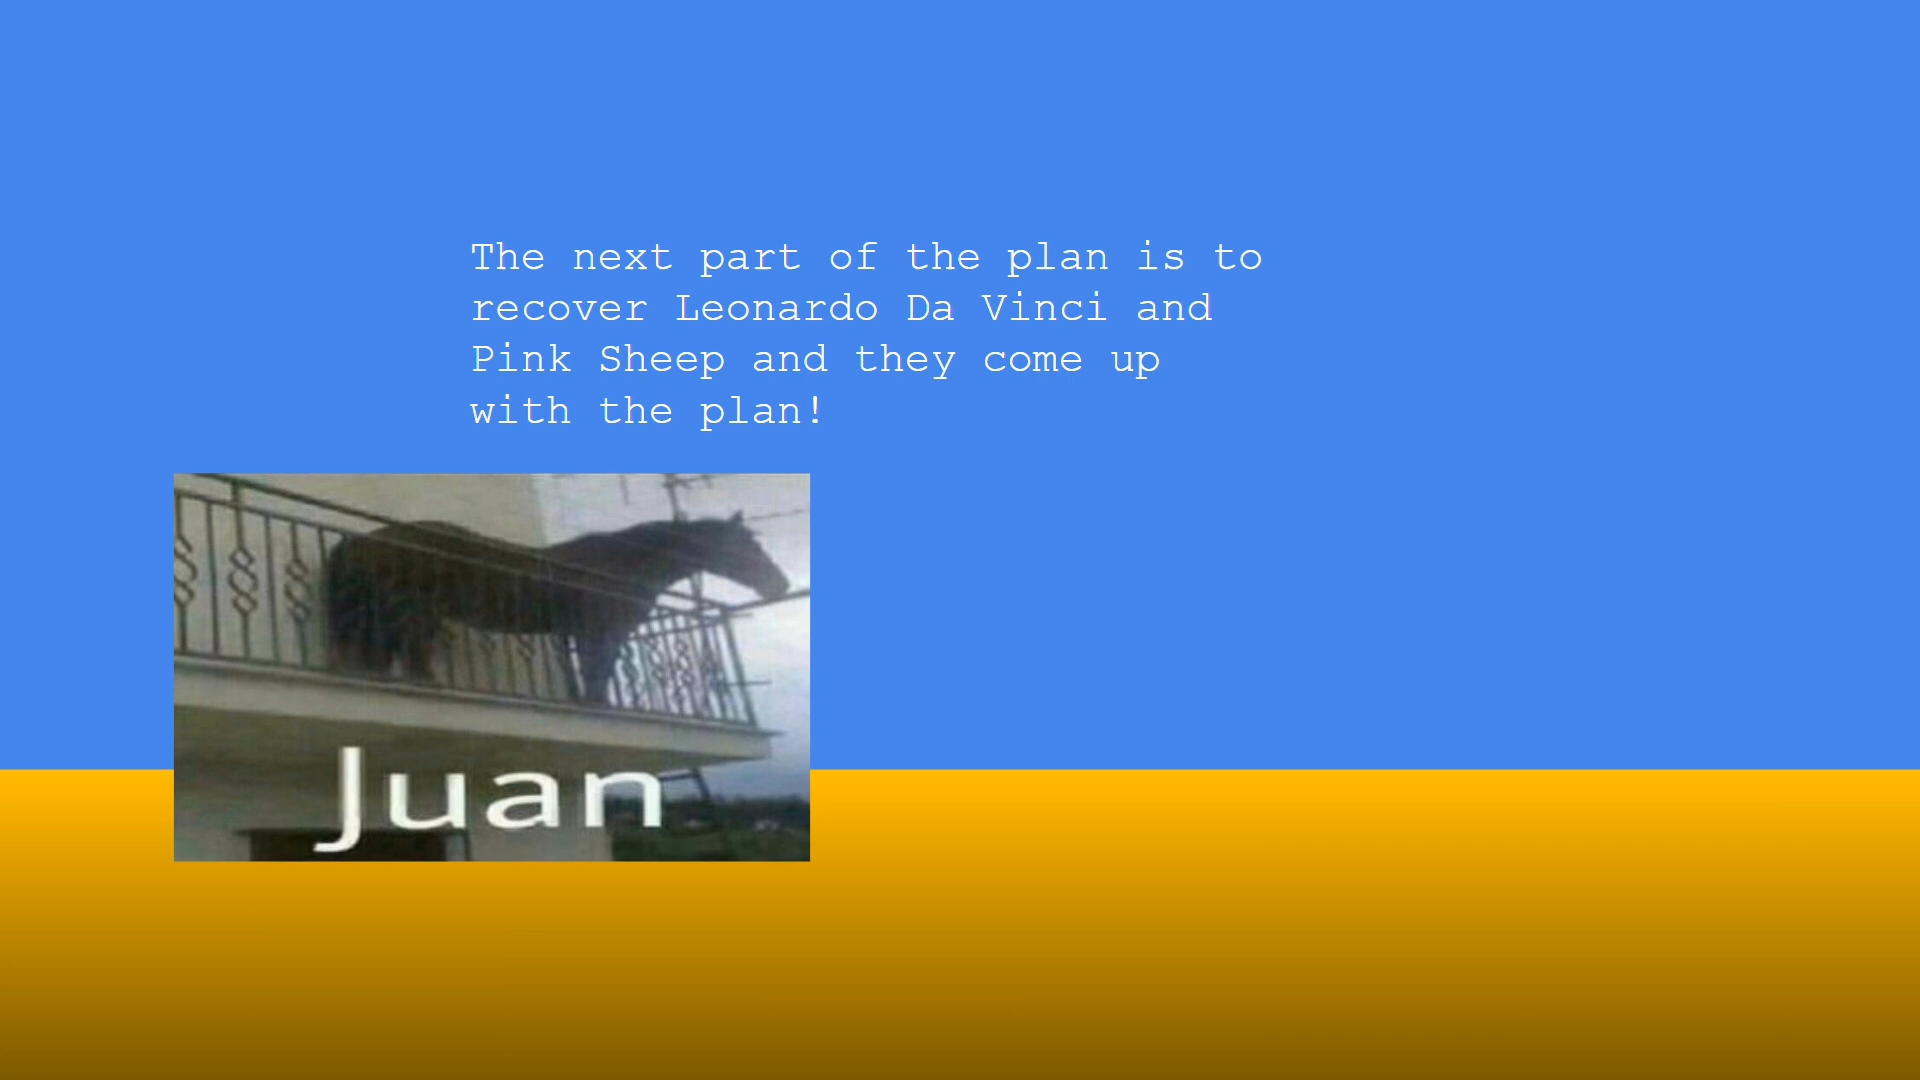 The next part of the plan is to
recover Leonardo Da Vinci and
Pink Sheep and they come up
with the plan!
Juan